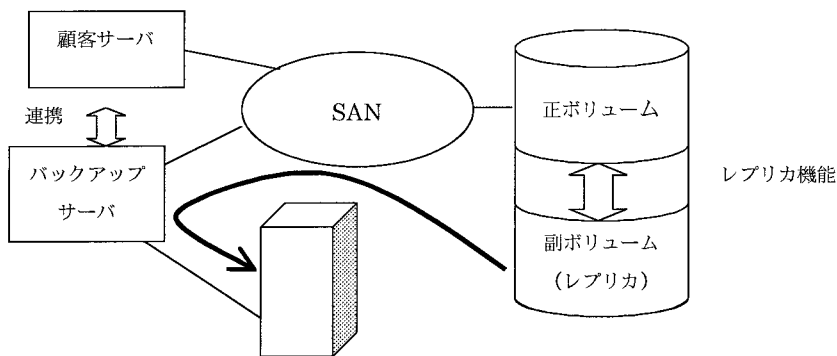 顧客サーバ
連携
バックアップ
サーバ
SAN
正ボリューム
レプリカ機能
副ボリューム
（レプリカ）